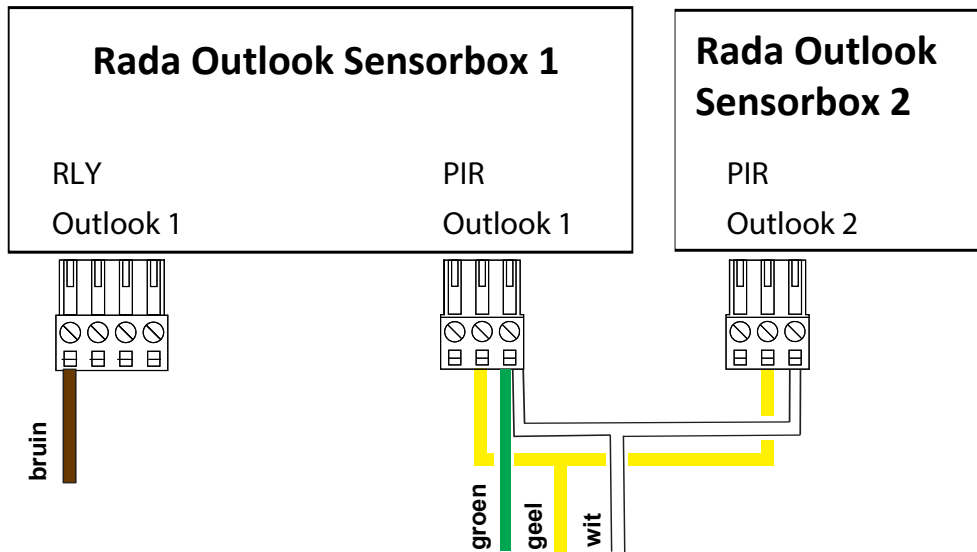 Rada Outlook Sensorbox 1
RLY
Outlook 1
PIR
Outlook 1
Rada Outlook
Sensorbox 2
PIR
Outlook 2
bruin
groen
geel
wit